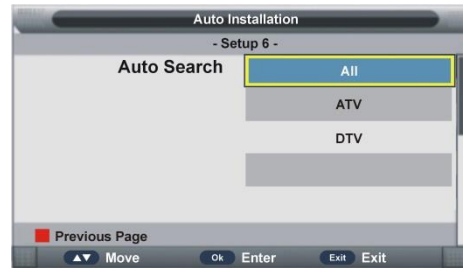 Auto Installation
- Setup 6 -
Auto Search All
ATV
DTV
Previous Page
▲▼ Move Ok Enter Exit Exit